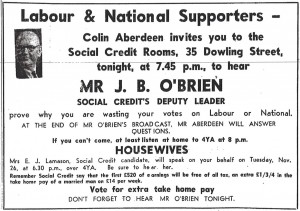 Labour & National Supporters –
Colin Aberdeen invites you to the
Social Credit Rooms, 35 Dowling Street,
tonight, at 7.45 p.m., to hear
MR J. B. O'BRIEN
SOCIAL CREDIT'S DEPUTY LEADER
prove why you are wasting your votes on Labour or National.
AT THE END OF MR O'BRIEN'S BROADCAST, MR ABERDEEN WILL ANSWER
QUESTIONS.
If you can't come, at least listen at home to 4YA at 8 p.m.
HOUSEWIVES
Mrs E. J. Lamason, Social Credit candidate, will speak on your behalf on Tuesday, Nov.
26, at 6.30 p.m., over 4YA. Be sure to hear her.
Remember Social Credit say that the first £520 of earnings will be free of all tax, an extra £1/3/4 in the
take home pay of a married man on £14 per week.
Vote for extra take home pay
DON'T FORGET TO HEAR MR O'BRIEN TONIGHT.